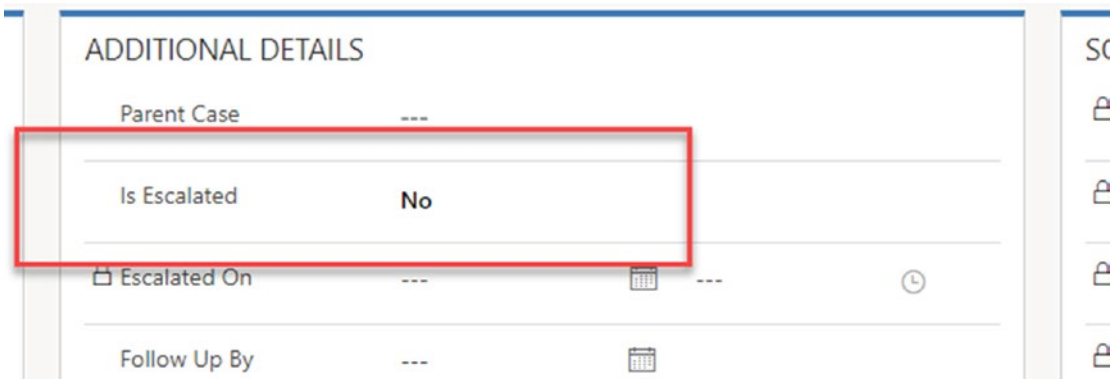 ADDITIONAL DETAILS
Parent Case ---
Is Escalated No
Escalated On --- ---
Follow Up By ---